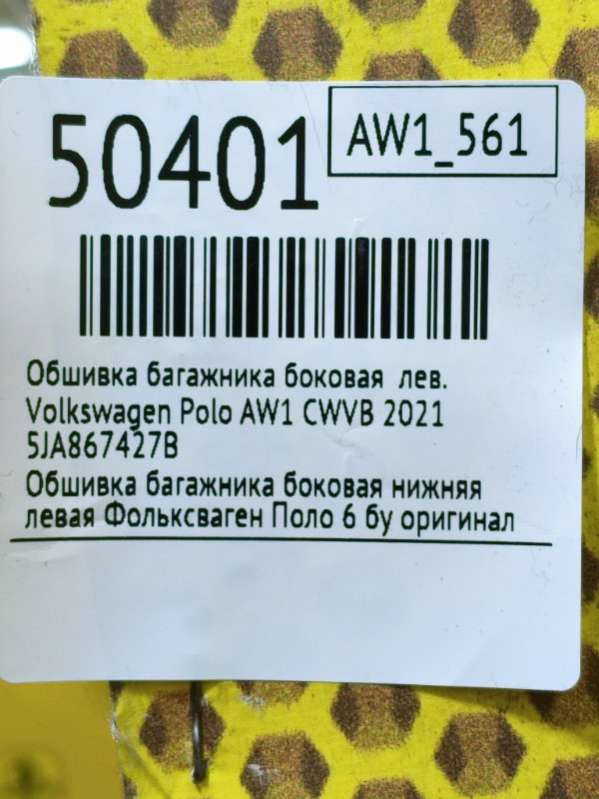 50401
AW1_561
Обшивка багажника боковая лев.
Volkswagen Polo AW1 CWVB 2021
5JA867427B
Обшивка багажника боковая нижняя
левая Фольксваген Поло 6 бу оригинал